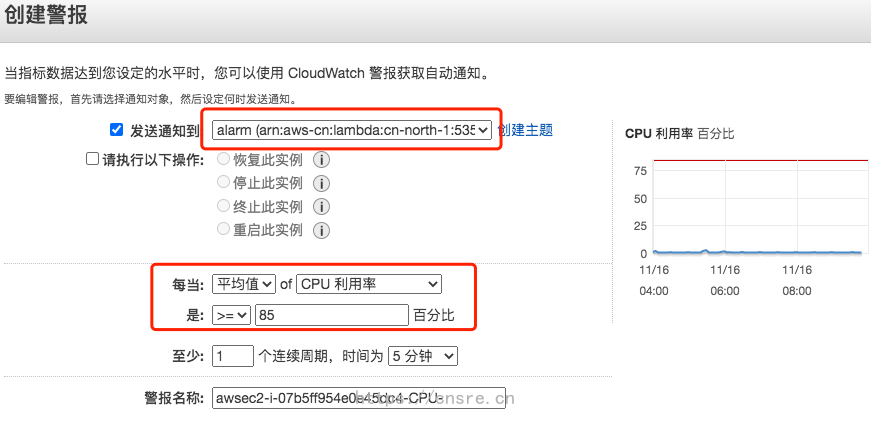 创建警报
当指标数据达到您设定的水平时，您可以使用 CloudWatch 警报获取自动通知。
要编辑警报，首先请选择通知对象，然后设定何时发送通知。
发送通知到 alarm (arn:aws-cn:lambda:cn-north-1:535 创建主题
请执行以下操作: 恢复此实例 i
停止此实例 i
终止此实例 i
重启此实例 i
每当: 平均值 of CPU 利用率
是: >= 85 百分比
至少: 1 个连续周期，时间为 5 分钟
警报名称: awsec2-i-07b5ff954e0e45cc4-CPU-
CPU 利用率 百分比
75
50
25
0
11/16 11/16 11/16
04:00 06:00 08:00
https://cnsre.cn